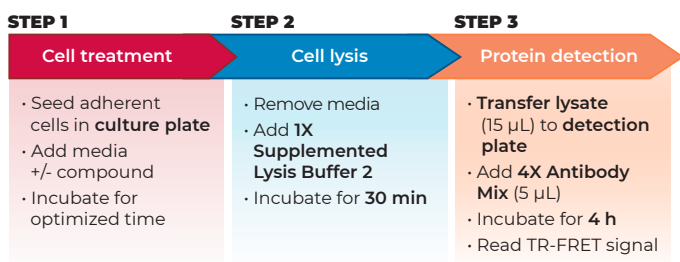 STEP 1
Cell treatment
· Seed adherent
cells in culture plate
· Add media
+/- compound
· Incubate for
optimized time
STEP 2
Cell lysis
· Remove media
· Add 1X
Supplemented
Lysis Buffer 2
· Incubate for 30 min
STEP 3
Protein detection
· Transfer lysate
(15 µL) to detection
plate
· Add 4X Antibody
Mix (5 µL)
· Incubate for 4 h
· Read TR-FRET signal